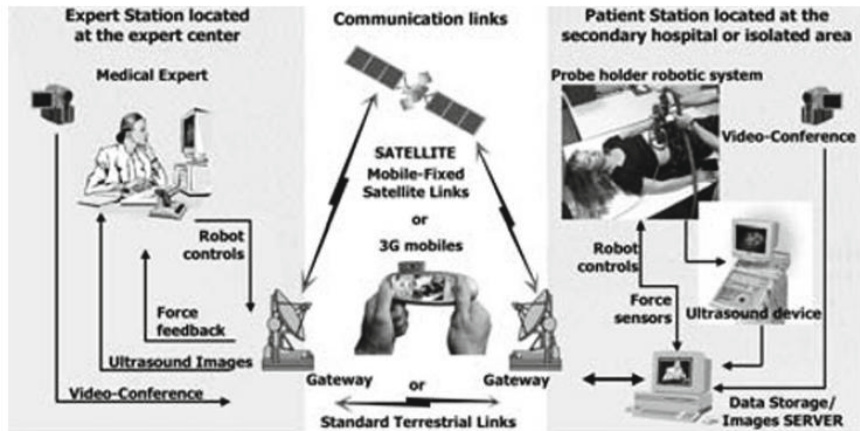 Expert Station located
at the expert center
Medical Expert
Robot
controls
Force
feedback
Ultrasound Images
Video-Conference
Communication links
SATELLITE
Mobile-Fixed
Satellite Links
or
3G mobiles
Gateway
or
Gateway
Standard Terrestrial Links
Patient Station located at the
secondary hospital or isolated area
Probe holder robotic system
Video-Conference
Robot
controls
Force
sensors
Ultrasound device
Data Storage/
Images SERVER